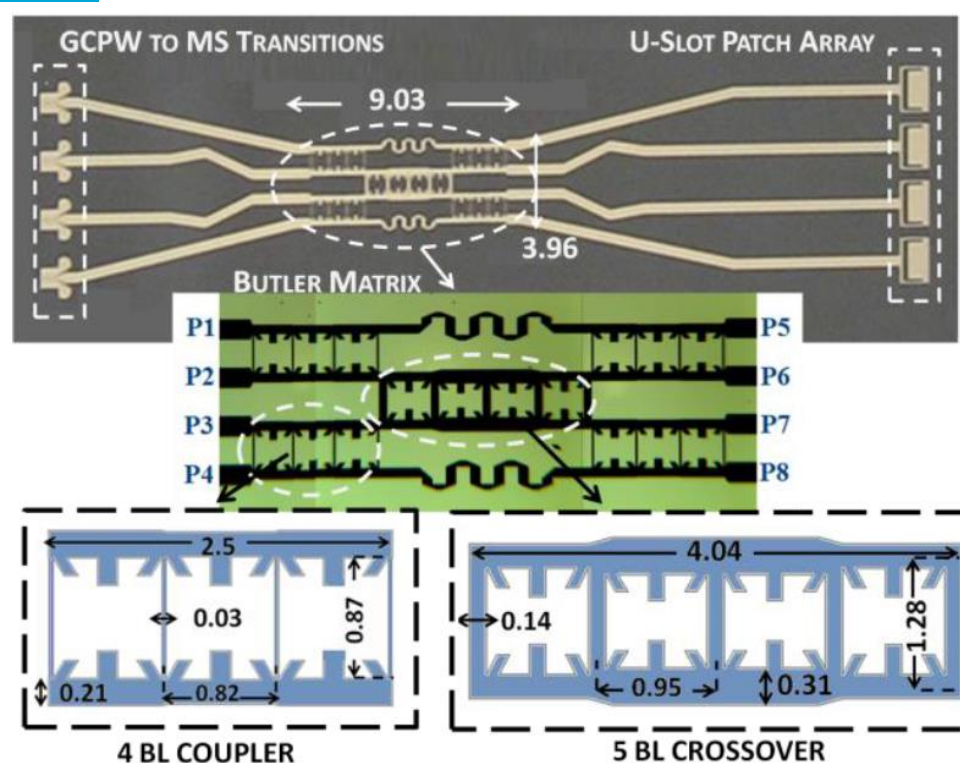 GCPW TO MS TRANSITIONS
U-SLOT PATCH ARRAY
9.03
3.96
BUTLER MATRIX
P1
P5
P2
P6
P3
P7
P4
P8
2.5
0.03
0.87
0.21
0.82
4.04
0.14
1.28
0.95
0.31
4 BL COUPLER
5 BL CROSSOVER